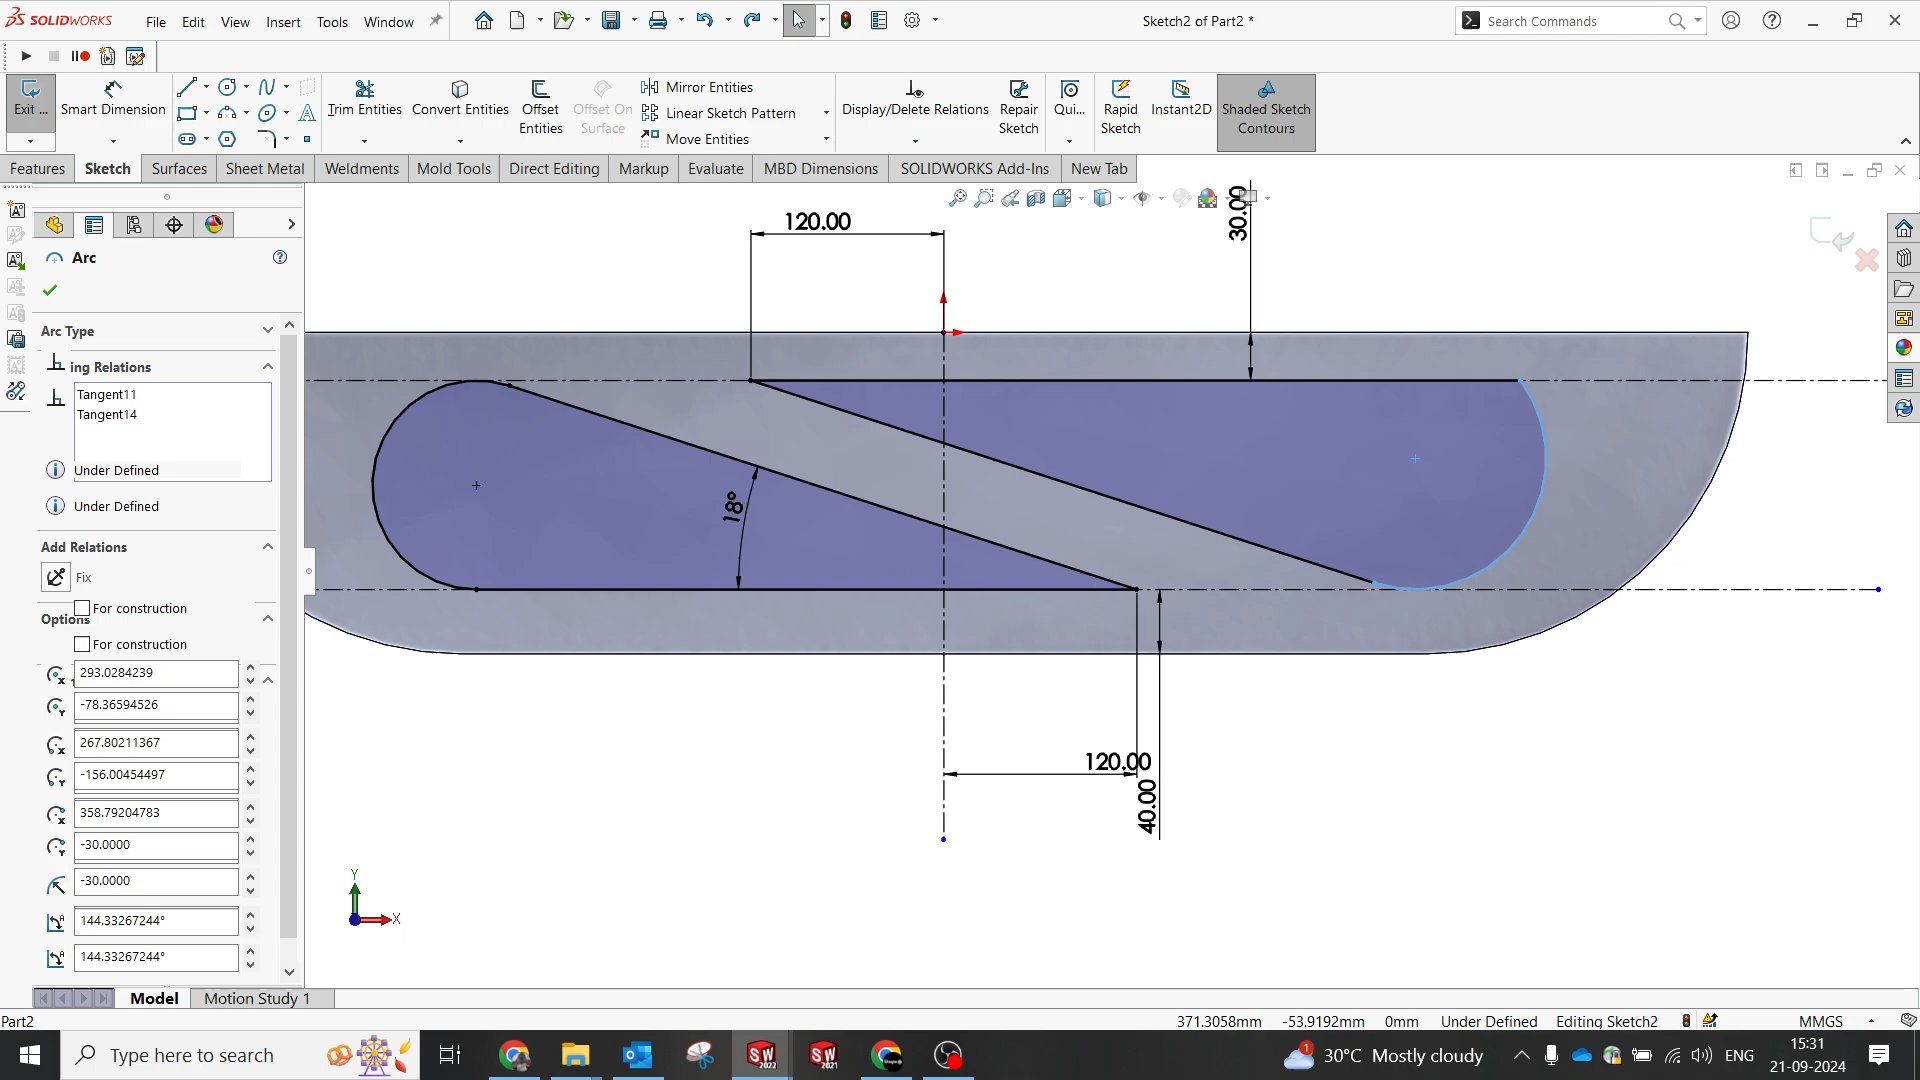 SOLIDWORKS
File Edit View Insert Tools Window
Sketch2 of Part2 *
Search Commands
Exit ...
Smart Dimension
Trim Entities
Convert Entities
Offset
Entities
Offset On
Surface
Mirror Entities
Linear Sketch Pattern
Move Entities
Display/Delete Relations
Repair
Sketch
Qui...
Rapid
Sketch
Instant2D
Shaded Sketch
Contours
Features Sketch Surfaces Sheet Metal Weldments Mold Tools Direct Editing Markup Evaluate MBD Dimensions SOLIDWORKS Add-Ins New Tab
Arc
Arc Type
ing Relations
Tangent11
Tangent14
Under Defined
Under Defined
Add Relations
Fix
For construction
Options
For construction
293.0284239
-78.36594526
267.80211367
-156.00454497
358.79204783
-30.0000
-30.0000
144.33267244°
144.33267244°
120.00
30.00
18°
120.00
40.00
Y
X
Model Motion Study 1
Part2
371.3058mm -53.9192mm 0mm Under Defined Editing Sketch2 MMGS
Type here to search
SW
2022
SW
2021
1
30°C Mostly cloudy
ENG
15:31
21-09-2024